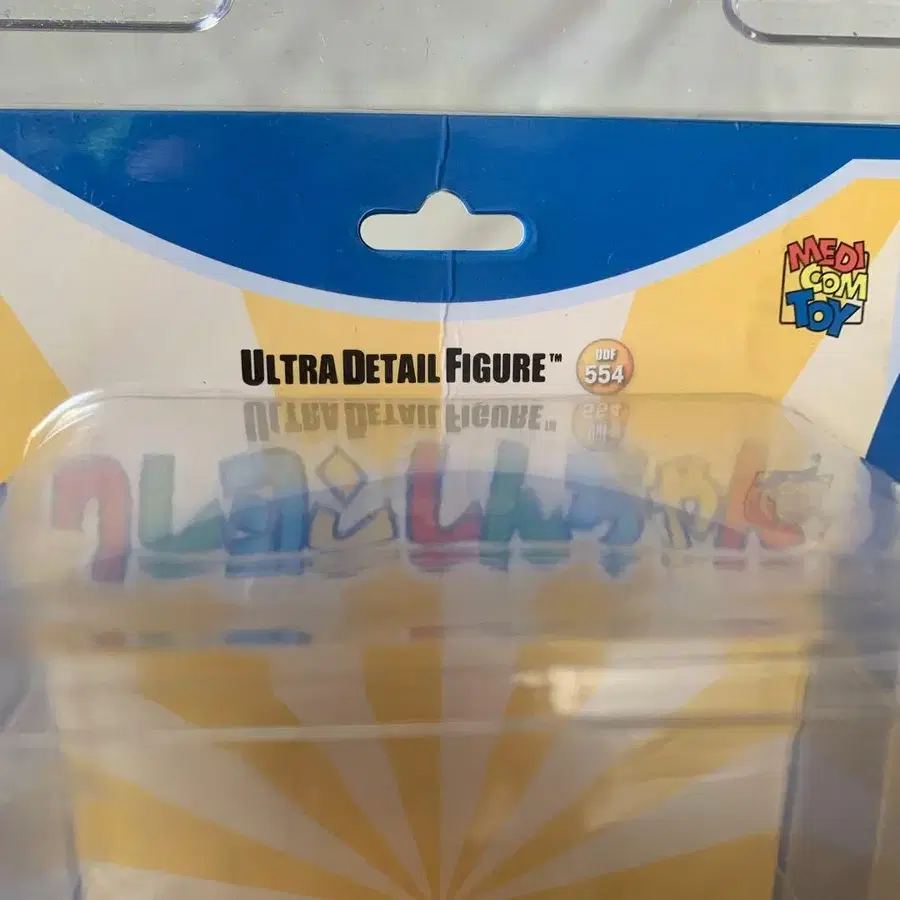 MEDI
COM
TOY
ULTRA DETAIL FIGURE™ UDF
554